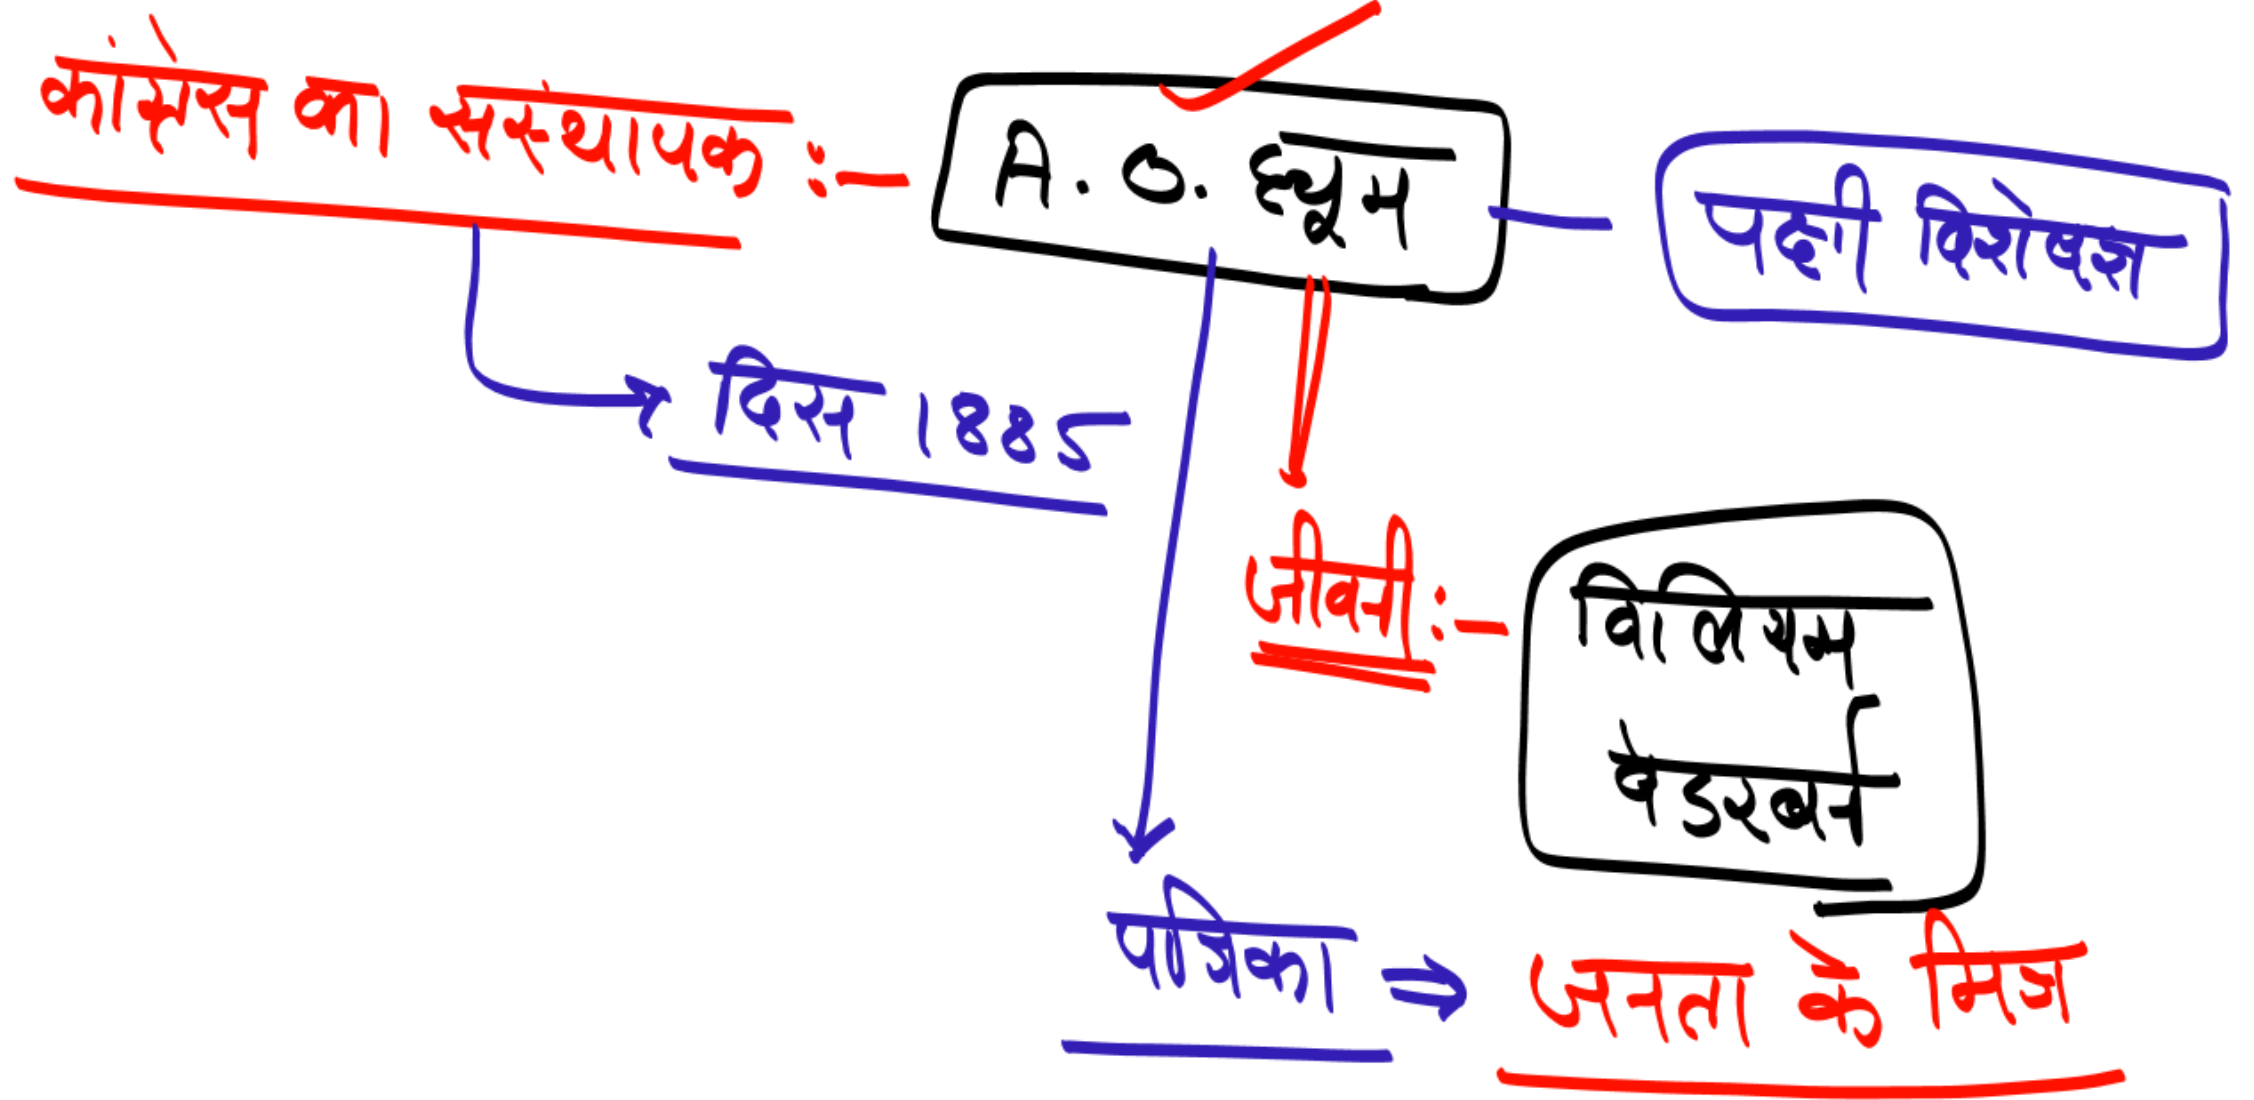 कांग्रेस का संस्थापक :- A. O. ह्यूम - पक्षी विशेषज्ञ
दिस 1885
जीवनी :- विलियम
वेडरबर्न
पत्रिका ⇒ जनता के मित्र